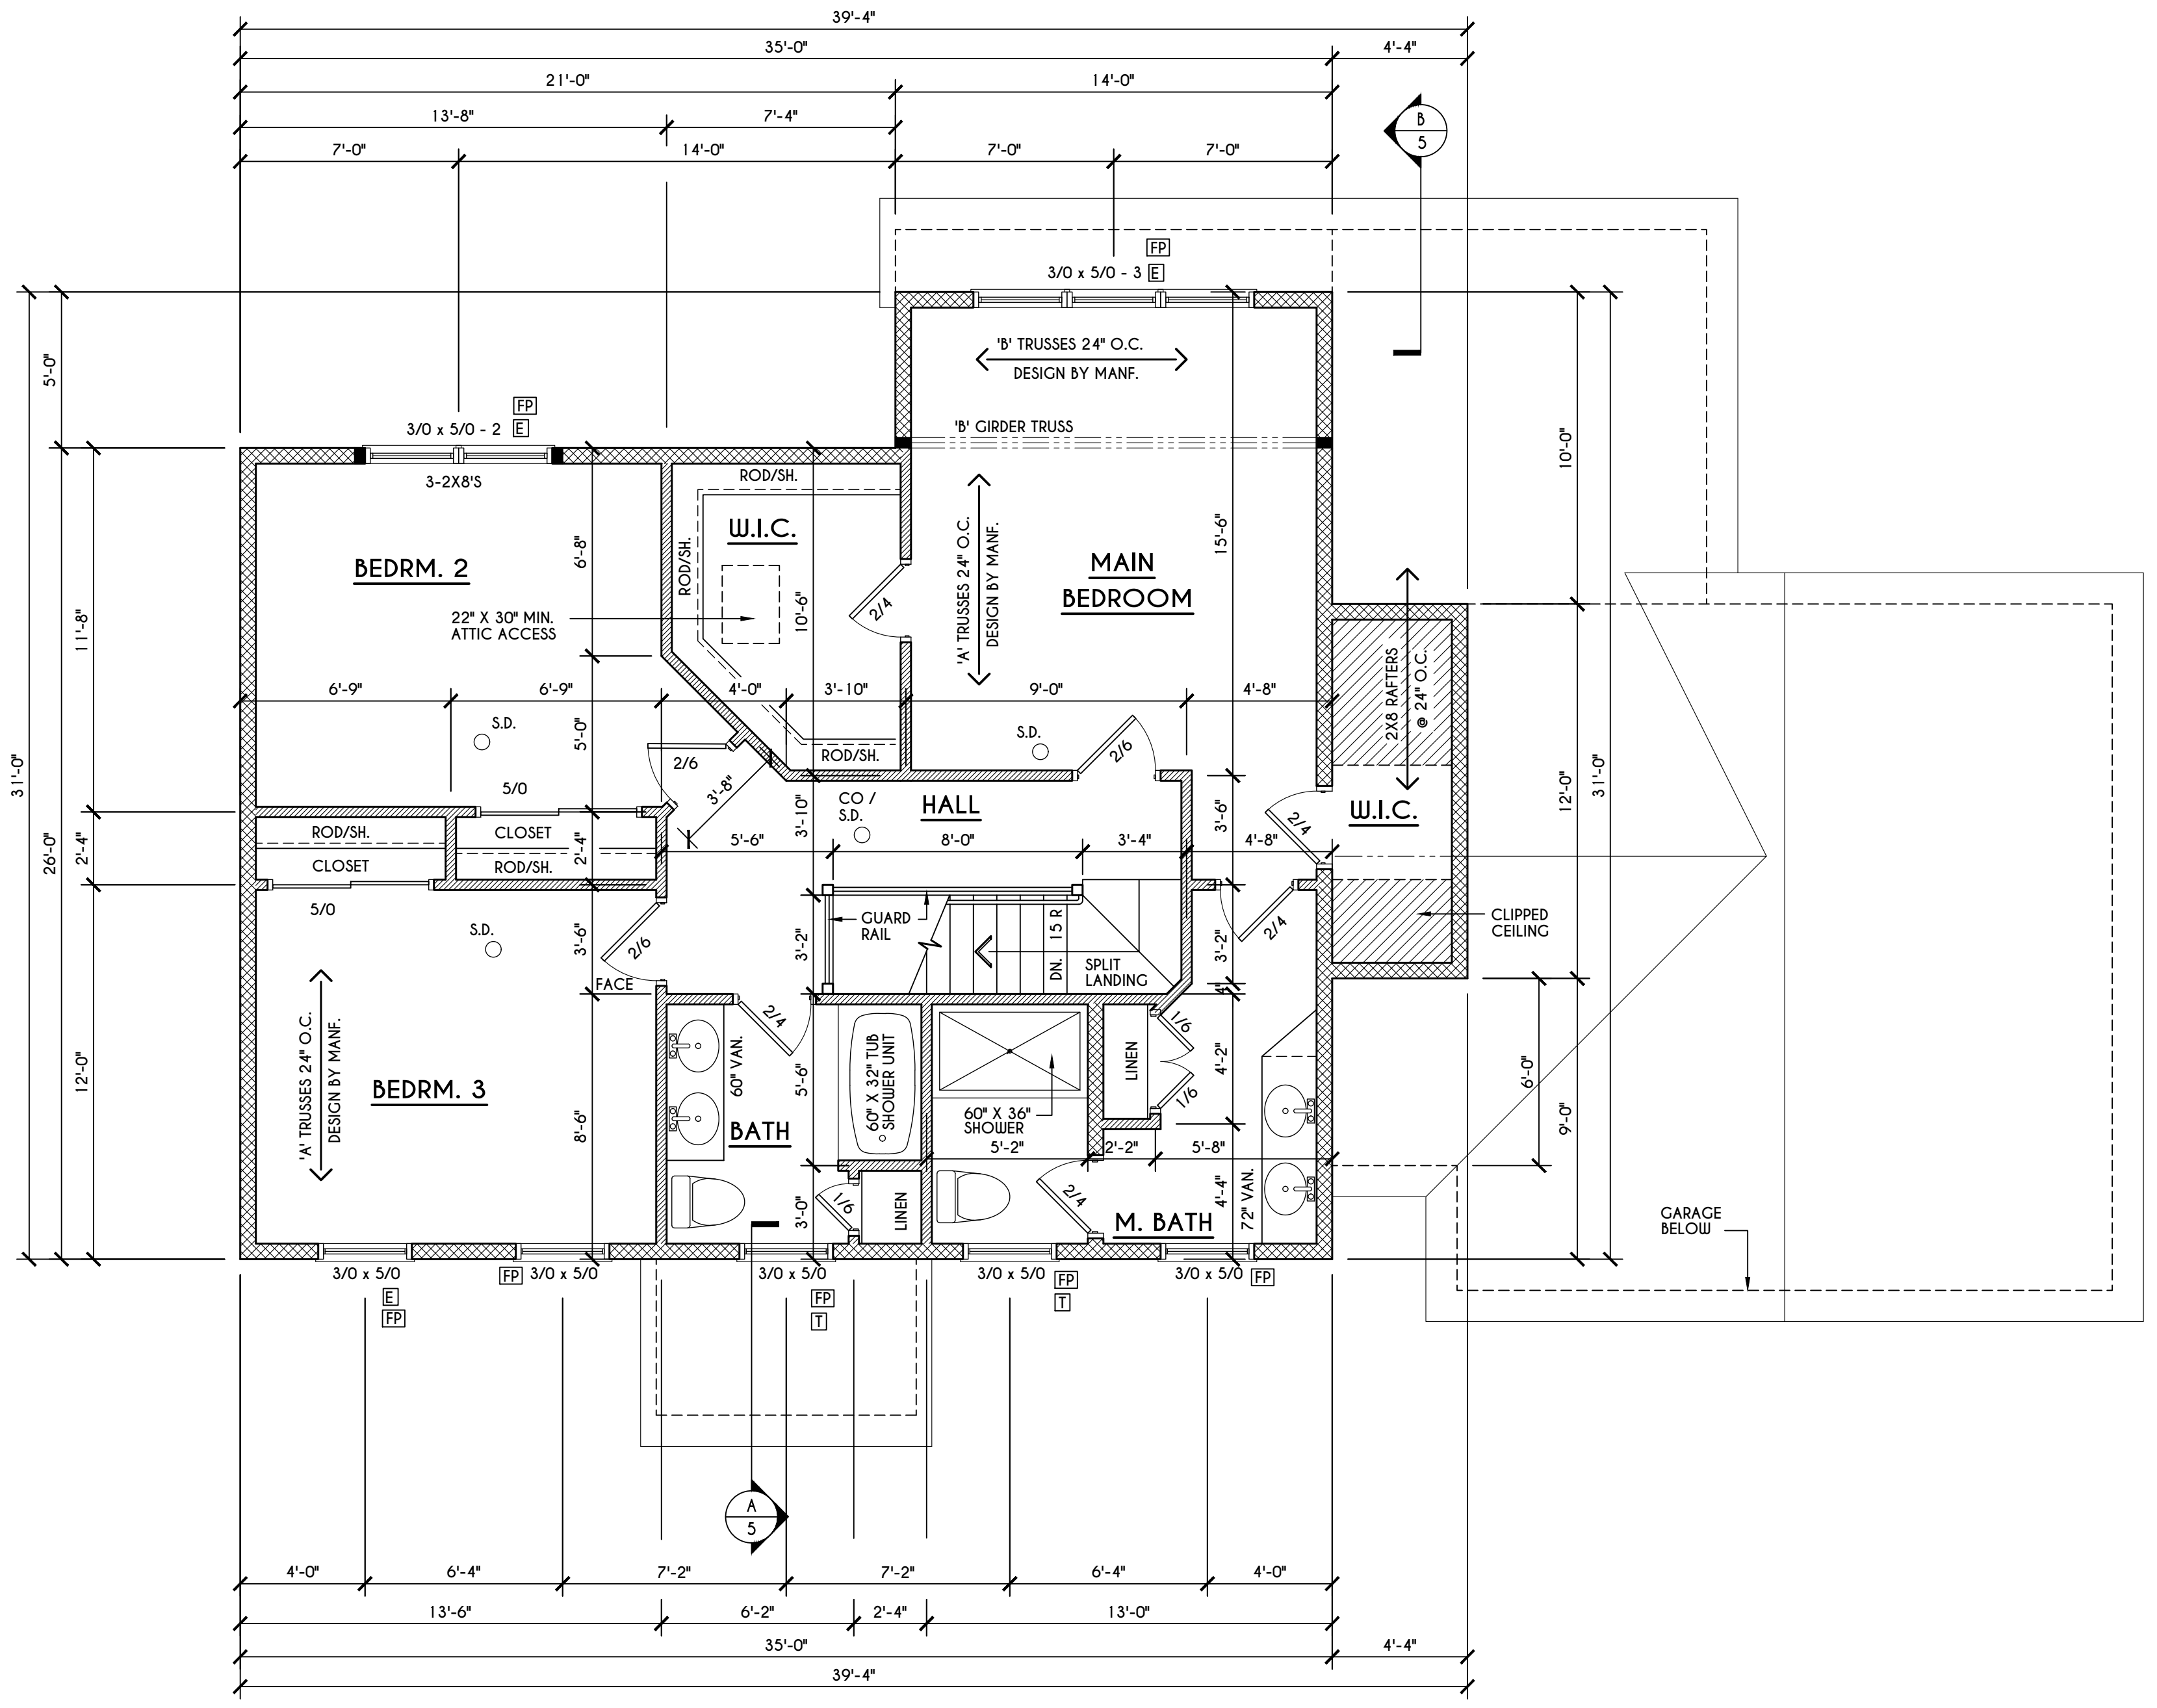 39'-4"
35'-0"
4'-4"
21'-0"
14'-0"
13'-8"
7'-4"
7'-0"
14'-0"
7'-0"
7'-0"
B
5
FP
3/0 x 5/0 - 3 E
'B' TRUSSES 24" O.C.
DESIGN BY MANF.
5'-0"
FP
3/0 x 5/0 - 2 E
'B' GIRDER TRUSS
10'-0"
3-2X8'S
ROD/SH.
W.I.C.
BEDRM. 2
6'-8"
ROD/SH.
'A' TRUSSES 24" O.C.
DESIGN BY MANF.
MAIN
BEDROOM
15'-6"
22" X 30" MIN.
ATTIC ACCESS
10'-6"
2/4
11'-8"
2X8 RAFTERS
@ 24" O.C.
6'-9"
6'-9"
4'-0"
3'-10"
9'-0"
4'-8"
S.D.
5'-0"
2/6
ROD/SH.
S.D.
2/6
31'-0"
5/0
3'-8"
CO /
S.D.
3'-10"
HALL
3'-6"
2/4
W.I.C.
12'-0"
31'-0"
26'-0"
2'-4"
ROD/SH.
CLOSET
CLOSET
ROD/SH.
2'-4"
5'-6"
8'-0"
3'-4"
4'-8"
5/0
S.D.
3'-6"
2/6
FACE
3'-2"
GUARD
RAIL
DN. 15 R
SPLIT
LANDING
3'-2"
4"
2/4
CLIPPED
CEILING
12'-0"
'A' TRUSSES 24" O.C.
DESIGN BY MANF.
BEDRM. 3
8'-6"
60" VAN.
2/4
BATH
5'-6"
60" X 32" TUB
SHOWER UNIT
60" X 36"
SHOWER
LINEN
1/6
1/6
4'-2"
6'-0"
9'-0"
5'-2"
2'-2"
5'-8"
3'-0"
1/6
LINEN
2/4
M. BATH
4'-4"
72" VAN.
GARAGE
BELOW
3/0 x 5/0
E
FP
FP 3/0 x 5/0
3/0 x 5/0
FP
T
3/0 x 5/0
FP
T
3/0 x 5/0 FP
A
5
4'-0"
6'-4"
7'-2"
7'-2"
6'-4"
4'-0"
13'-6"
6'-2"
2'-4"
13'-0"
35'-0"
4'-4"
39'-4"